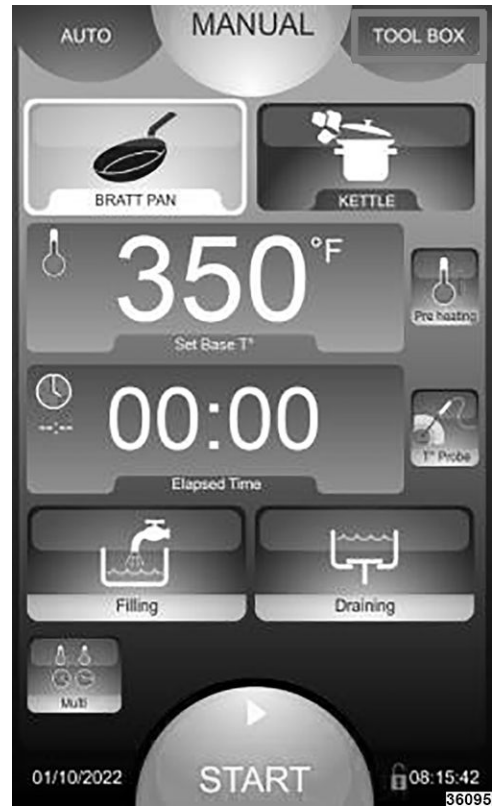 AUTO
MANUAL
TOOL BOX
BRATT PAN
KETTLE
350°F
Set Base T°
Pre heating
--:--
00:00
Elapsed Time
T° Probe
Filling
Draining
Multi
START
01/10/2022
08:15:42
36095